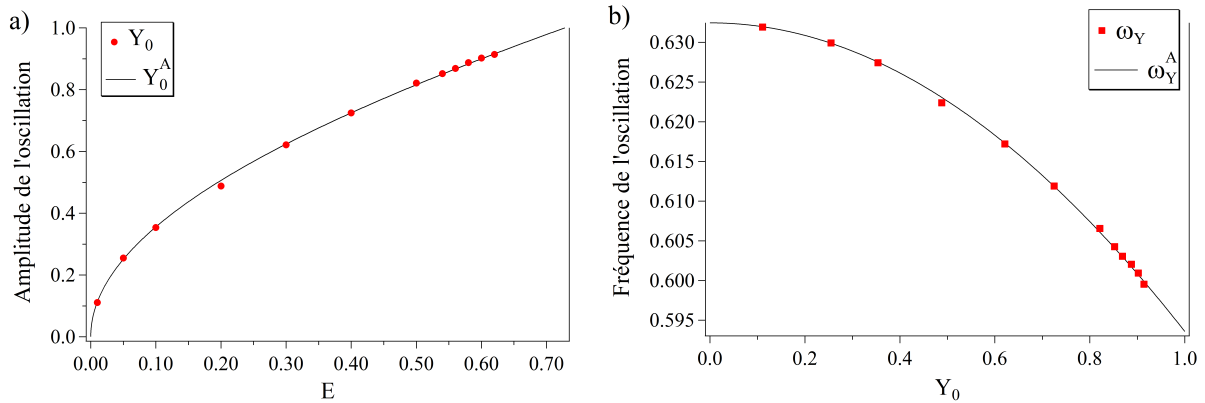 a)
Y₀
Y₀ᴬ
Amplitude de l'oscillation
1.0
0.8
0.6
0.4
0.2
0.0
0.00 0.10 0.20 0.30 0.40 0.50 0.60 0.70
E
b)
ω_Y
ω_Y^A
Fréquence de l'oscillation
0.630
0.625
0.620
0.615
0.610
0.605
0.600
0.595
0.0 0.2 0.4 0.6 0.8 1.0
Y₀